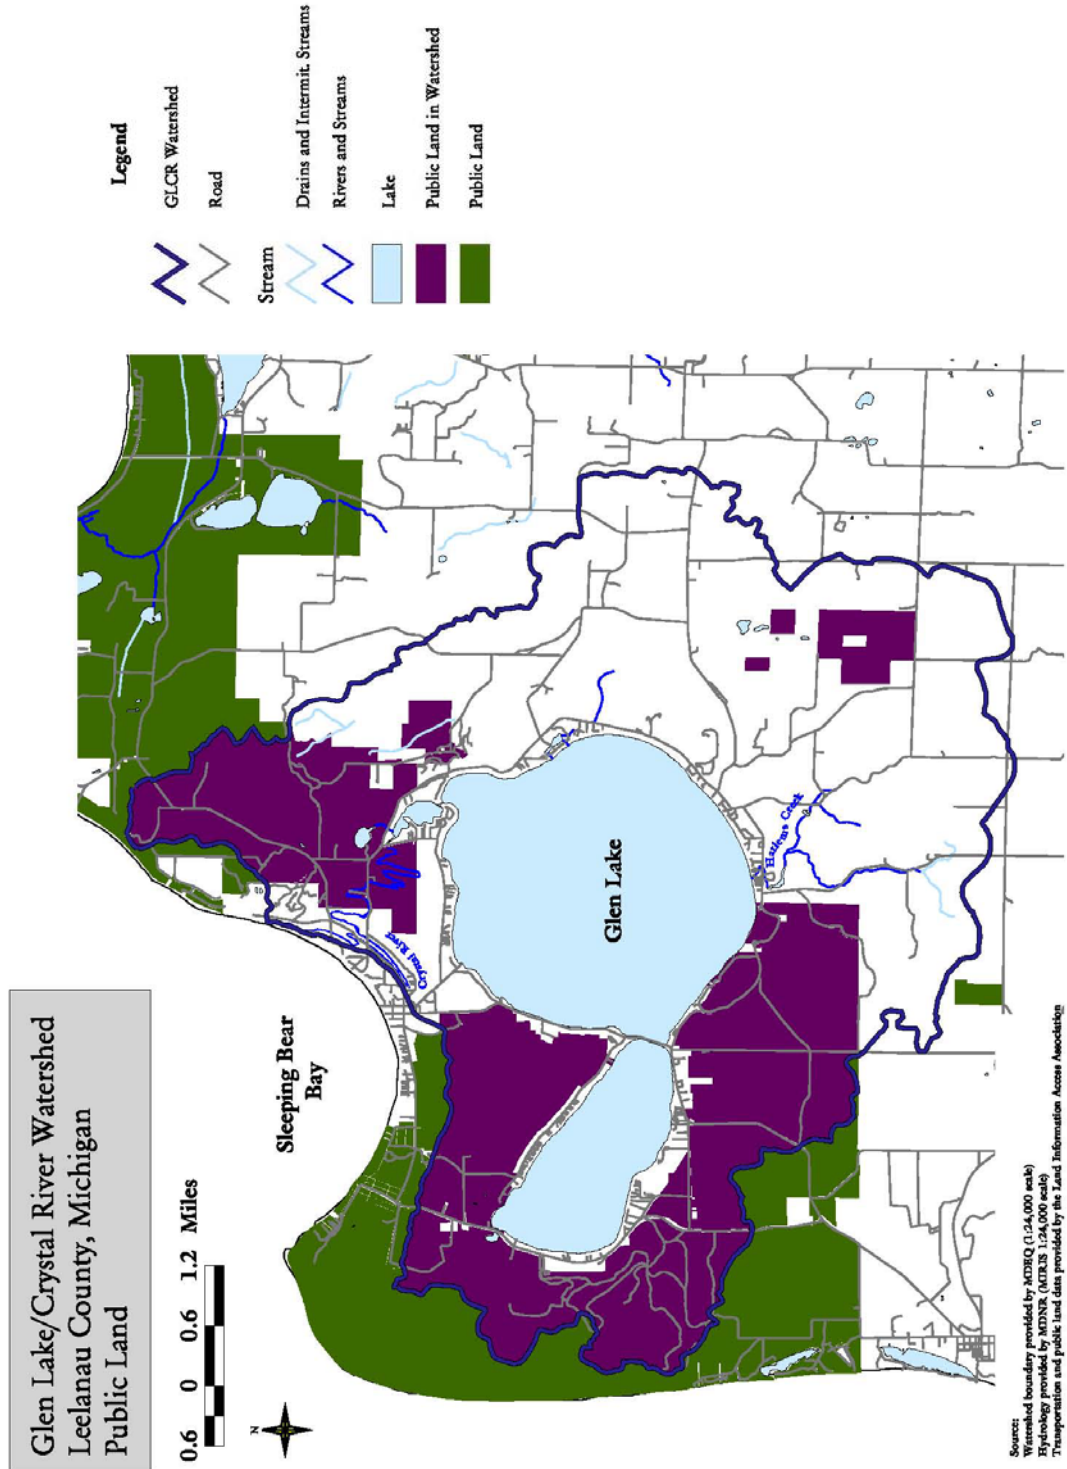 Glen Lake/Crystal River Watershed
Leelanau County, Michigan
Public Land
0.6 0 0.6 1.2 Miles
N
Sleeping Bear
Bay
Crystal River
Glen Lake
Hatlems Creek
Legend
GLCR Watershed
Road
Stream
Drains and Intermit. Streams
Rivers and Streams
Lake
Public Land in Watershed
Public Land
Source:
Watershed boundary provided by MDEQ (1:24,000 scale)
Hydrology provided by MDNR (MIRIS 1:24,000 scale)
Transportation and public land data provided by the Land Information Access Association